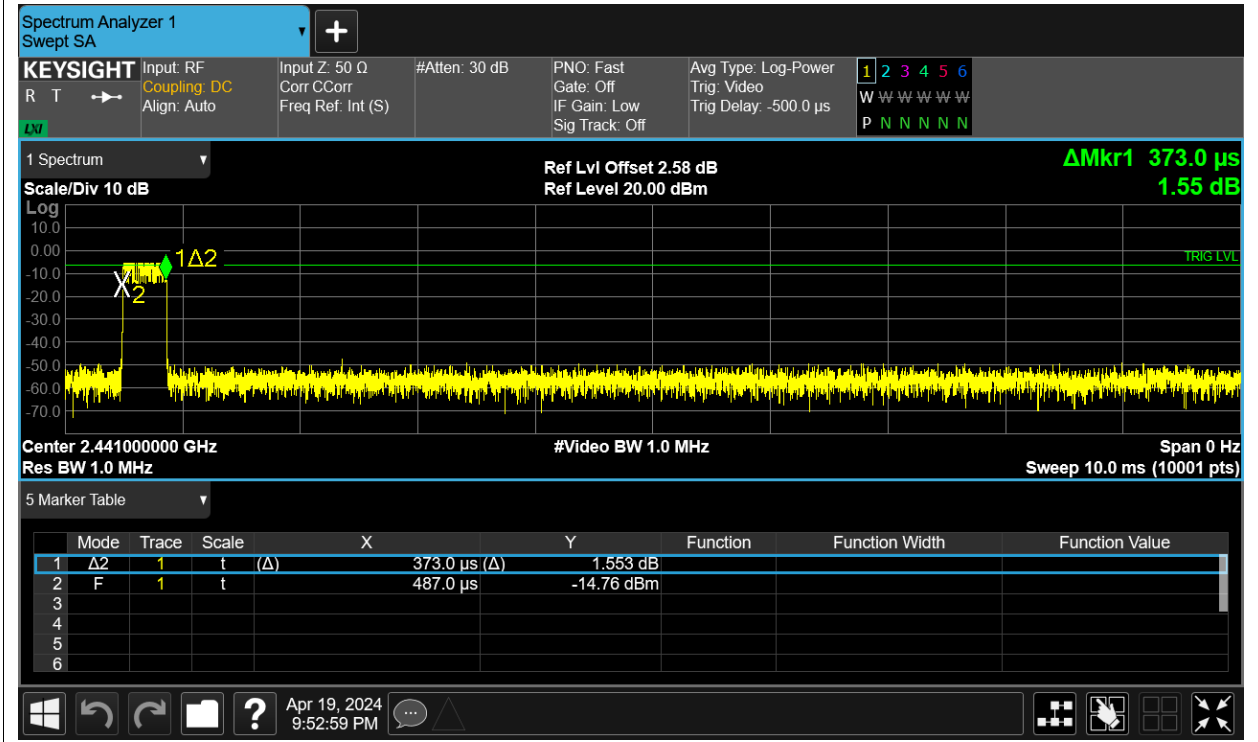 Spectrum Analyzer 1
Swept SA
+
KEYSIGHT Input: RF Input Z: 50 Ω #Atten: 30 dB PNO: Fast Avg Type: Log-Power 1 2 3 4 5 6
R T Coupling: DC Corr CCorr Gate: Off Trig: Video W W W W W W
Align: Auto Freq Ref: Int (S) IF Gain: Low Trig Delay: -500.0 µs P N N N N N
LXI Sig Track: Off
1 Spectrum Ref Lvl Offset 2.58 dB ΔMkr1 373.0 µs
Scale/Div 10 dB Ref Level 20.00 dBm 1.55 dB
Log
10.0
0.00 1Δ2 TRIG LVL
-10.0
-20.0 X2
-30.0
-40.0
-50.0
-60.0
-70.0
Center 2.441000000 GHz #Video BW 1.0 MHz Span 0 Hz
Res BW 1.0 MHz Sweep 10.0 ms (10001 pts)
5 Marker Table
Mode Trace Scale X Y Function Function Width Function Value
1 Δ2 1 t (Δ) 373.0 µs (Δ) 1.553 dB
2 F 1 t 487.0 µs -14.76 dBm
3
4
5
6
? Apr 19, 2024
9:52:59 PM